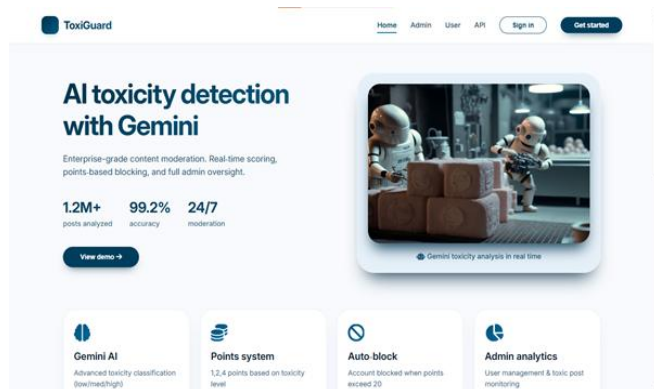 ToxiGuard
Home Admin User API Sign in Get started
AI toxicity detection
with Gemini
Enterprise-grade content moderation. Real-time scoring,
points-based blocking, and full admin oversight.
1.2M+ 99.2% 24/7
posts analyzed accuracy moderation
View demo →
Gemini toxicity analysis in real time
Gemini AI
Advanced toxicity classification
(low/med/high)
Points system
1,2,4 points based on toxicity
level
Auto-block
Account blocked when points
exceed 20
Admin analytics
User management & toxic post
monitoring